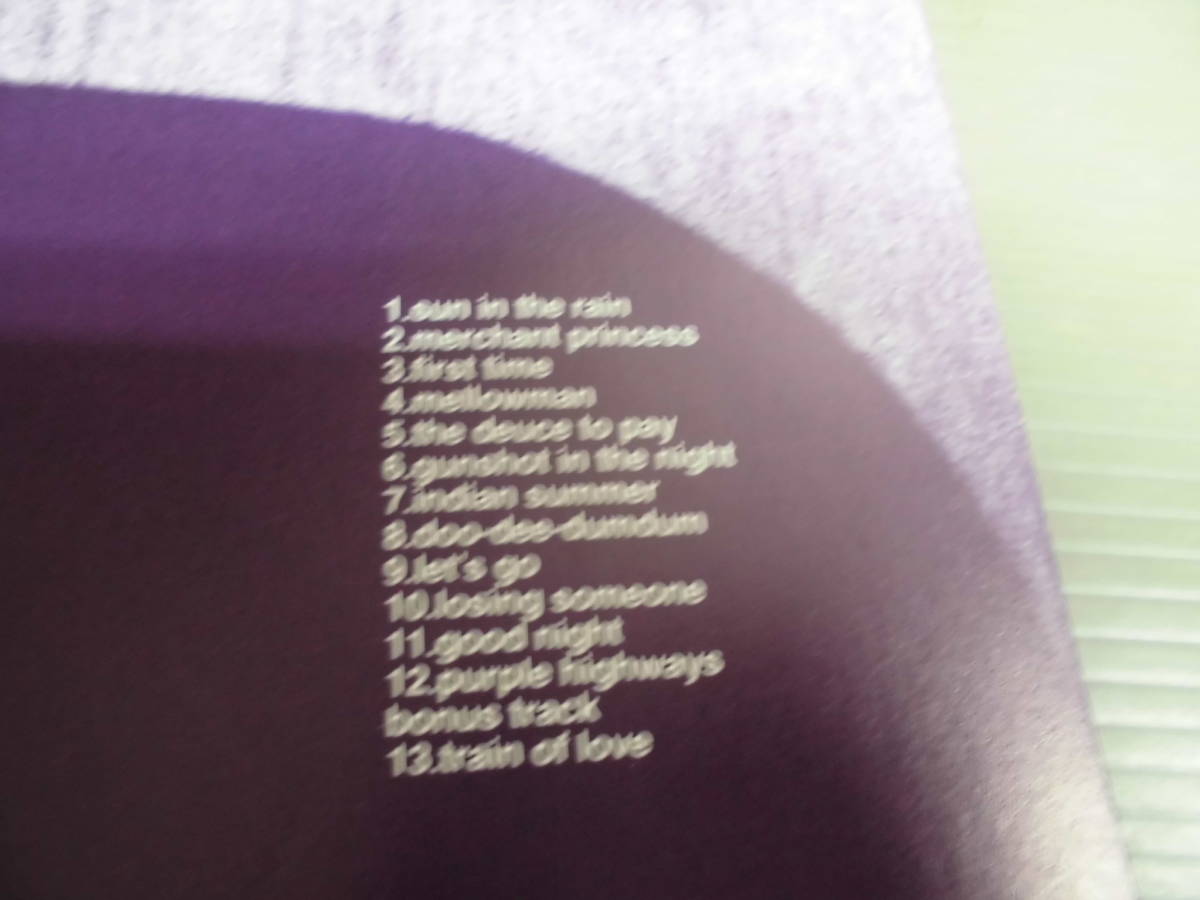 1.sun in the rain
2.merchant princess
3.first time
4.mellowman
5.the deuce to pay
6.gunshot in the night
7.indian summer
8.doo-dee-dumdum
9.let's go
10.losing someone
11.good night
12.purple highways
bonus track
13.train of love